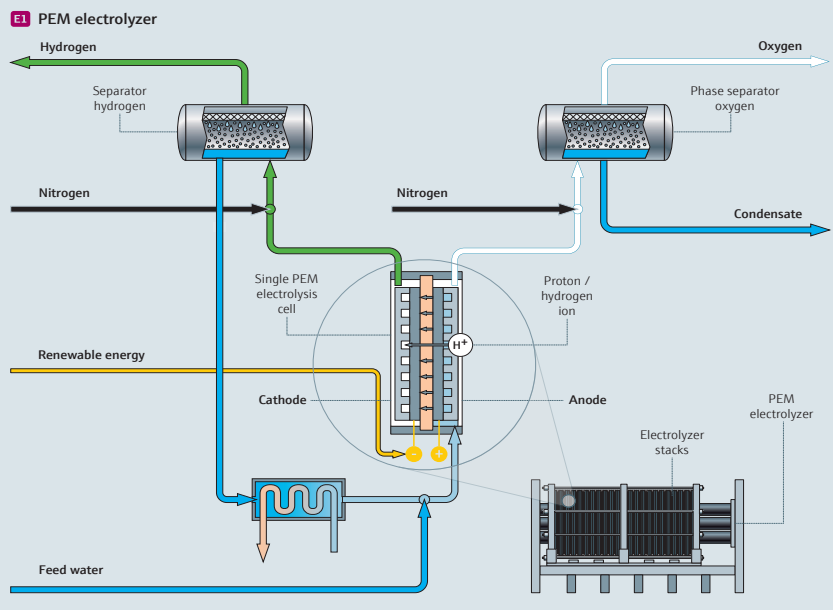 E1 PEM electrolyzer
Hydrogen
Oxygen
Separator
hydrogen
Phase separator
oxygen
Nitrogen
Nitrogen
Condensate
Single PEM
electrolysis
cell
Proton /
hydrogen
ion
H+
Renewable energy
Cathode
Anode
PEM
electrolyzer
Electrolyzer
stacks
-
+
Feed water